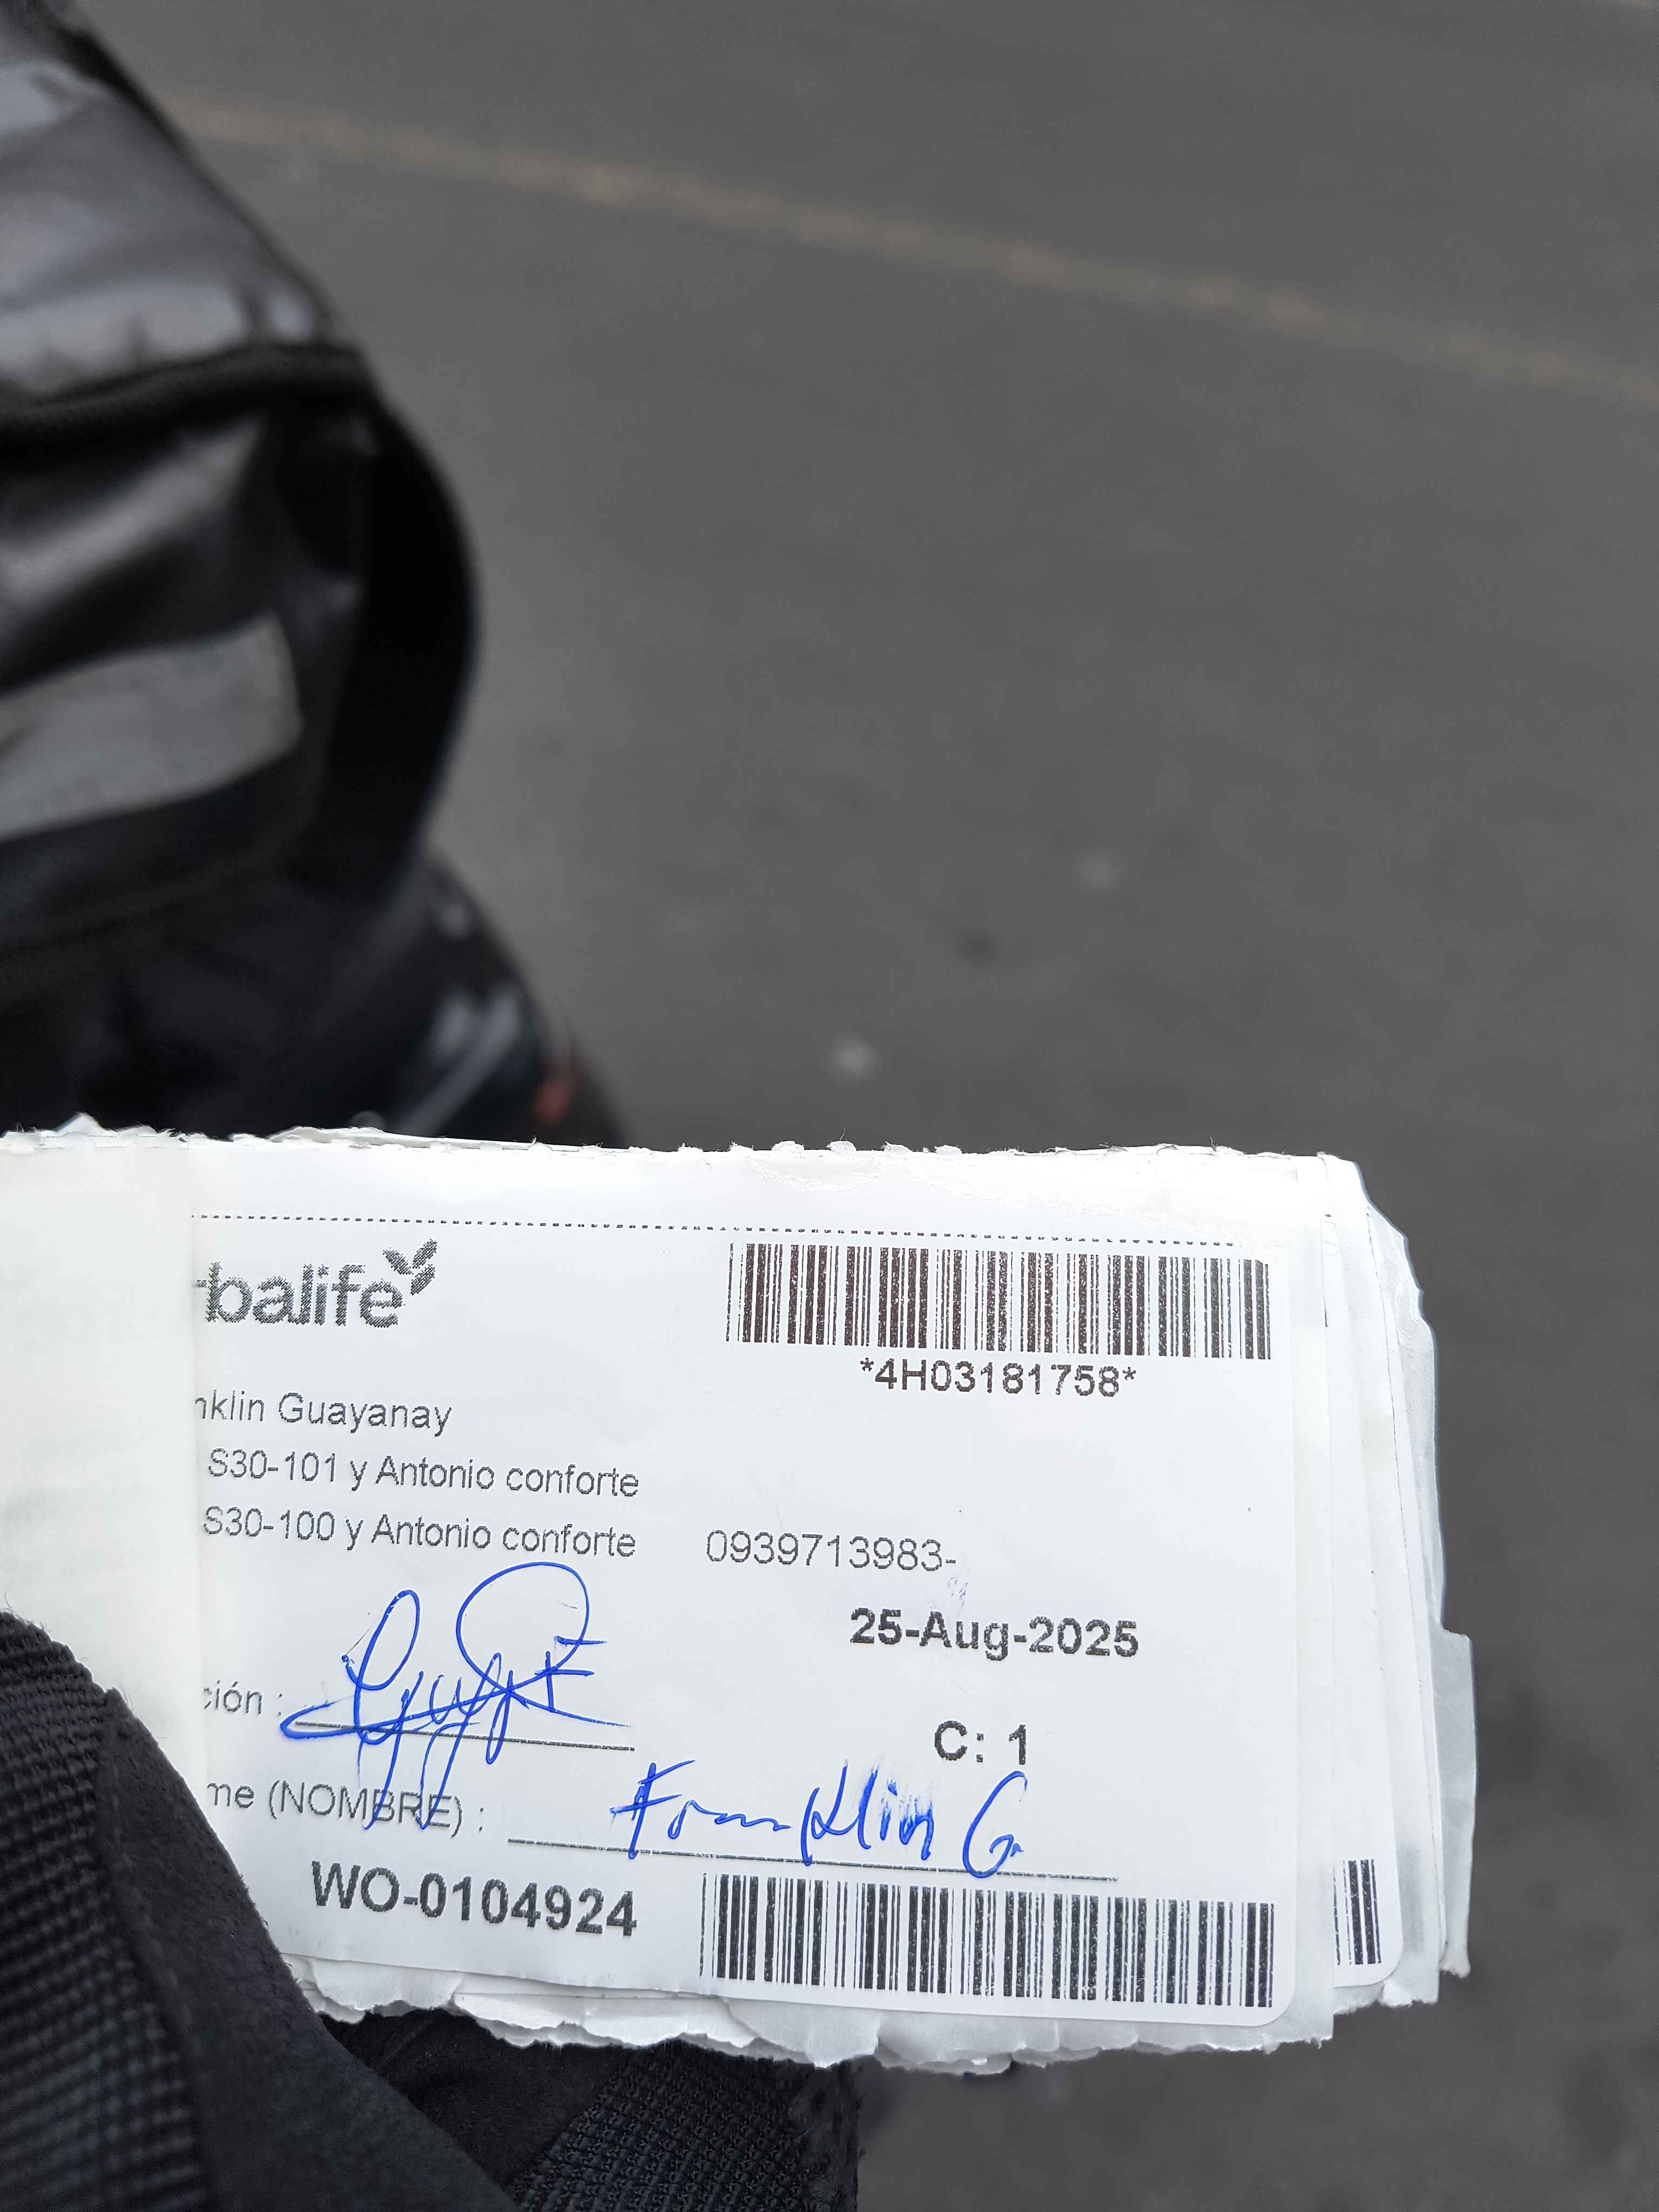 rbalife
*4H03181758*
nklin Guayanay
S30-101 y Antonio conforte
S30-100 y Antonio conforte 0939713983-
25-Aug-2025
ción :
C: 1
me (NOMBRE) : Franklin G.
WO-0104924